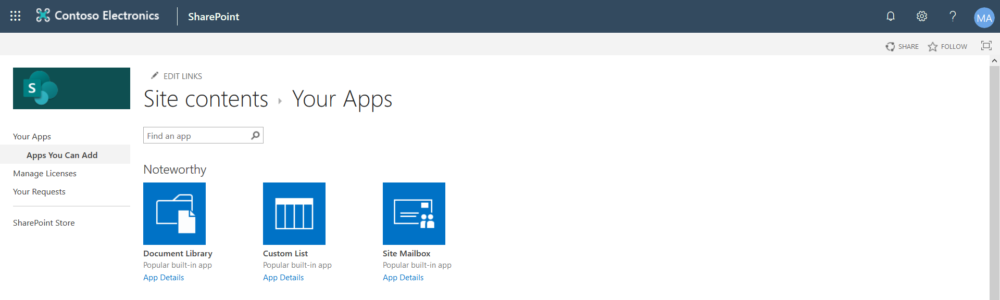 Contoso Electronics SharePoint ? MA
SHARE FOLLOW
S
EDIT LINKS
Site contents Your Apps
Find an app
Your Apps
Apps You Can Add
Manage Licenses
Your Requests
SharePoint Store
Noteworthy
Document Library
Popular built-in app
App Details
Custom List
Popular built-in app
App Details
Site Mailbox
Popular built-in app
App Details